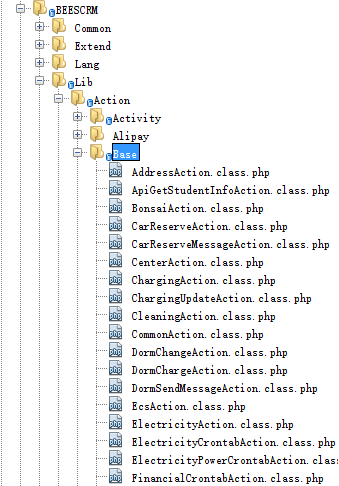 BEESCRM
Common
Extend
Lang
Lib
Action
Activity
Alipay
Base
AddressAction.class.php
ApiGetStudentInfoAction.class.php
BonsaiAction.class.php
CarReserveAction.class.php
CarReserveMessageAction.class.php
CenterAction.class.php
ChargingAction.class.php
ChargingUpdateAction.class.php
CleaningAction.class.php
CommonAction.class.php
DormChangeAction.class.php
DormChargeAction.class.php
DormSendMessageAction.class.php
EcsAction.class.php
ElectricityAction.class.php
ElectricityCrontabAction.class.php
ElectricityPowerCrontabAction.class.php
FinancialCrontabAction.class.php